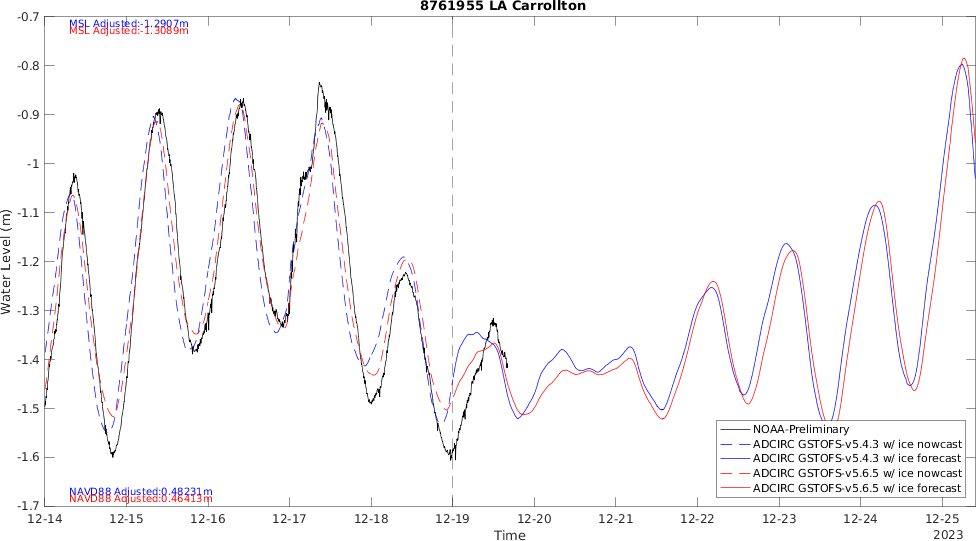 8761955 LA Carrollton
MSL Adjusted:-1.2907m
MSL Adjusted:-1.3089m
-0.7
-0.8
-0.9
-1
-1.1
-1.2
-1.3
-1.4
-1.5
-1.6
-1.7
Water Level (m)
NOAA-Preliminary
ADCIRC GSTOFS-v5.4.3 w/ ice nowcast
ADCIRC GSTOFS-v5.4.3 w/ ice forecast
ADCIRC GSTOFS-v5.6.5 w/ ice nowcast
ADCIRC GSTOFS-v5.6.5 w/ ice forecast
NAVD88 Adjusted:0.48231m
NAVD88 Adjusted:0.46413m
12-14 12-15 12-16 12-17 12-18 12-19 12-20 12-21 12-22 12-23 12-24 12-25
Time
2023